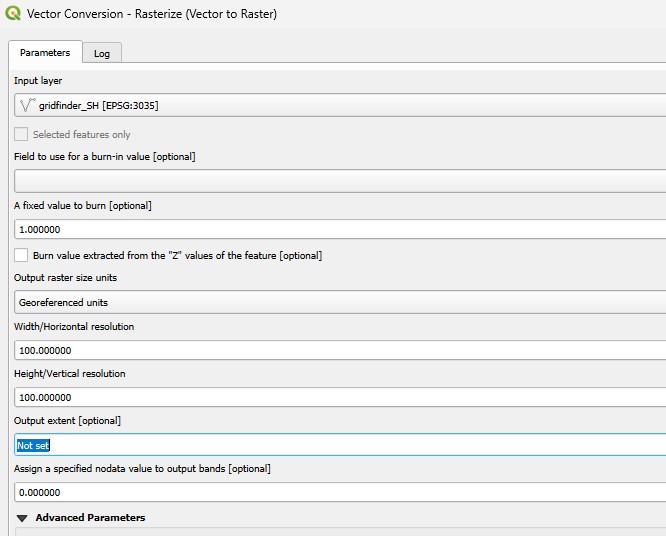 Vector Conversion - Rasterize (Vector to Raster)
Parameters
Log
Input layer
gridfinder_SH [EPSG:3035]
Selected features only
Field to use for a burn-in value [optional]
A fixed value to burn [optional]
1.000000
Burn value extracted from the "Z" values of the feature [optional]
Output raster size units
Georeferenced units
Width/Horizontal resolution
100.000000
Height/Vertical resolution
100.000000
Output extent [optional]
Not set
Assign a specified nodata value to output bands [optional]
0.000000
Advanced Parameters